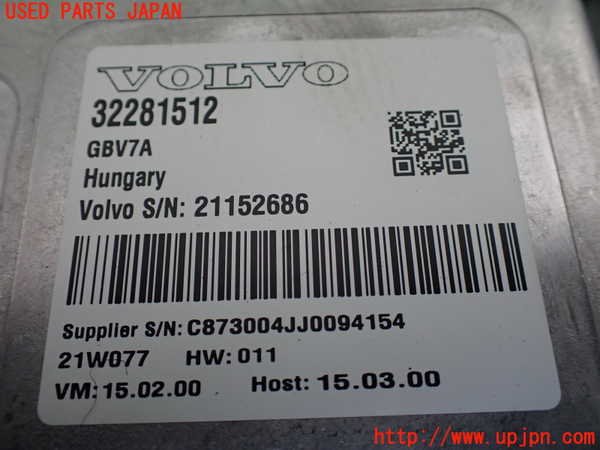 USED PARTS JAPAN
VOLVO
32281512
GBV7A
Hungary
Volvo S/N: 21152686
Supplier S/N: C873004JJ0094154
21W077 HW: 011
VM: 15.02.00 Host: 15.03.00
http://www.upjpn.com/